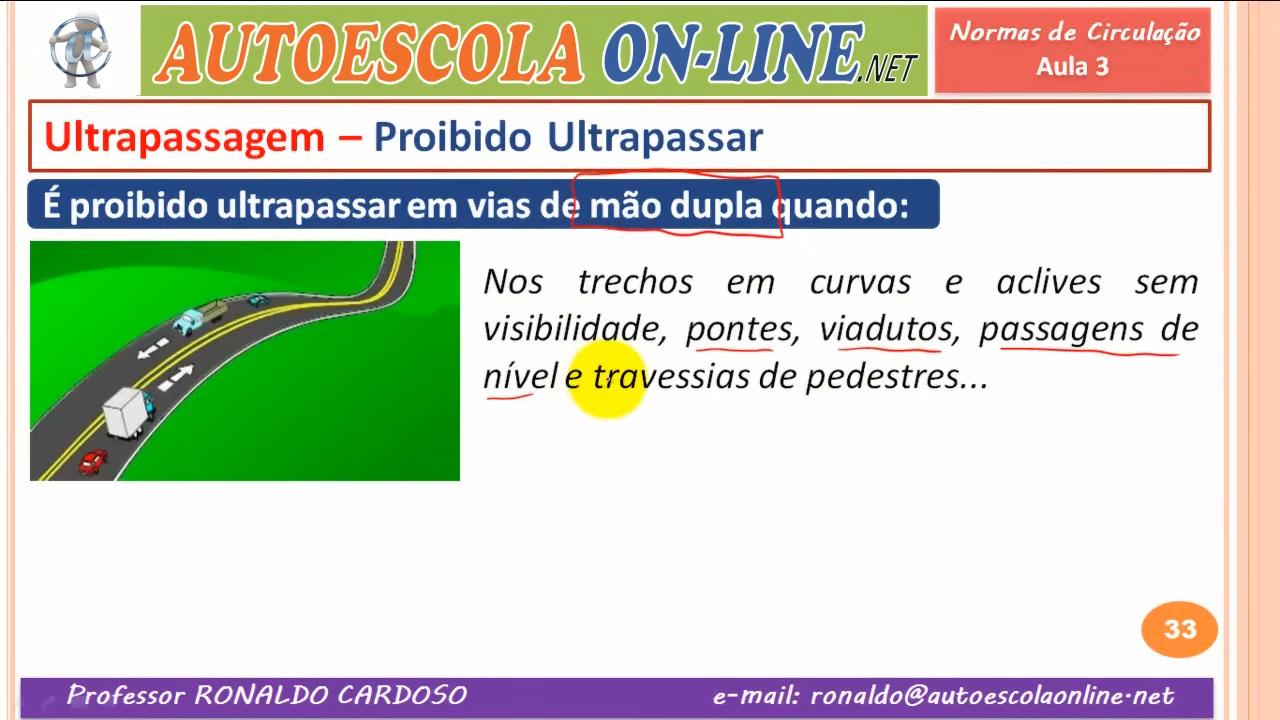 AUTOESCOLA ON-LINE.NET
Normas de Circulação
Aula 3
Ultrapassagem – Proibido Ultrapassar
É proibido ultrapassar em vias de mão dupla quando:
Nos trechos em curvas e aclives sem
visibilidade, pontes, viadutos, passagens de
nível e travessias de pedestres...
33
Professor RONALDO CARDOSO
e-mail: ronaldo@autoescolaonline.net